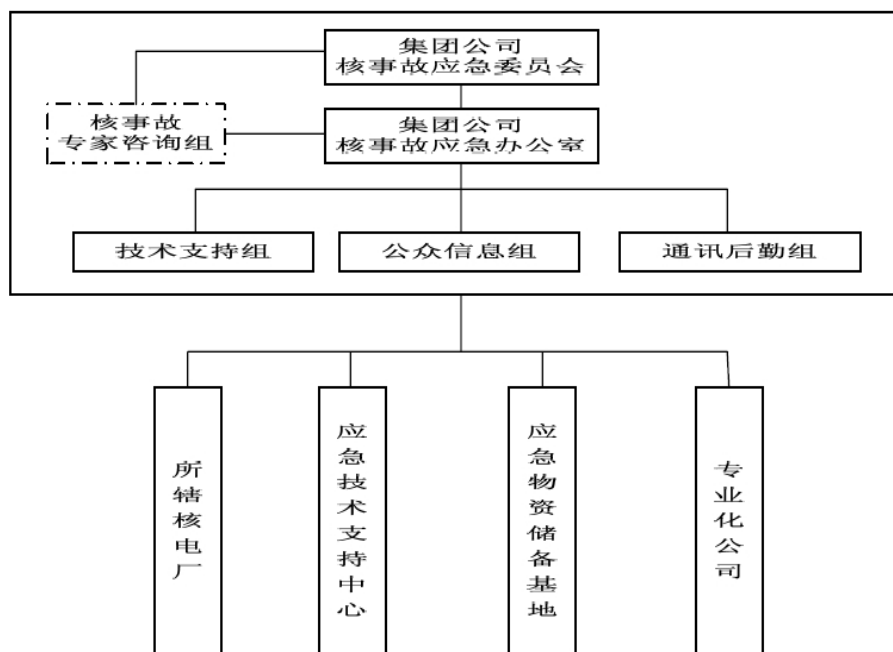 集团公司
核事故应急委员会
核事故
专家咨询组
集团公司
核事故应急办公室
技术支持组
公众信息组
通讯后勤组
所辖核电厂
应急技术支持中心
应急物资储备基地
专业化公司